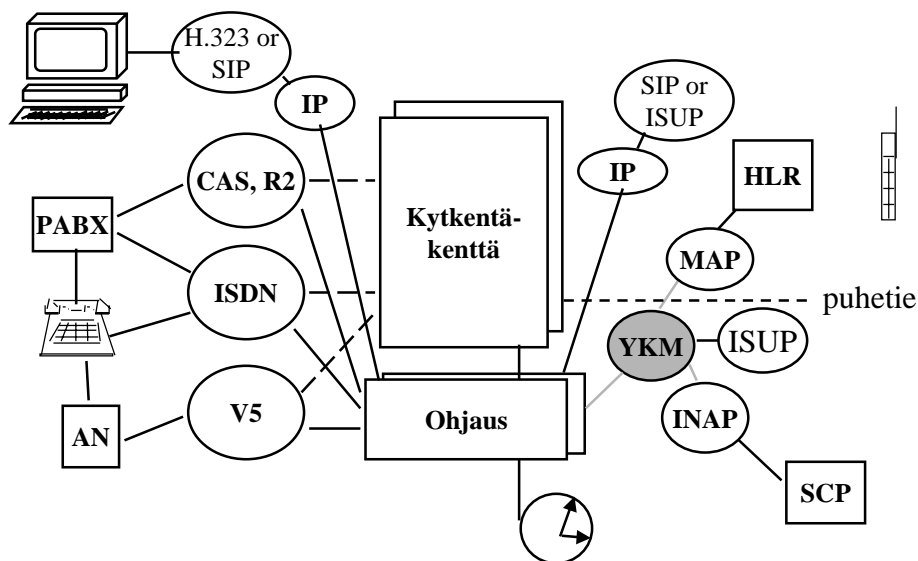 H.323 or
SIP
IP
SIP or
ISUP
IP
HLR
CAS, R2
PABX
Kytkentä-
kenttä
MAP
ISDN
puhetie
YKM
ISUP
V5
AN
Ohjaus
INAP
SCP